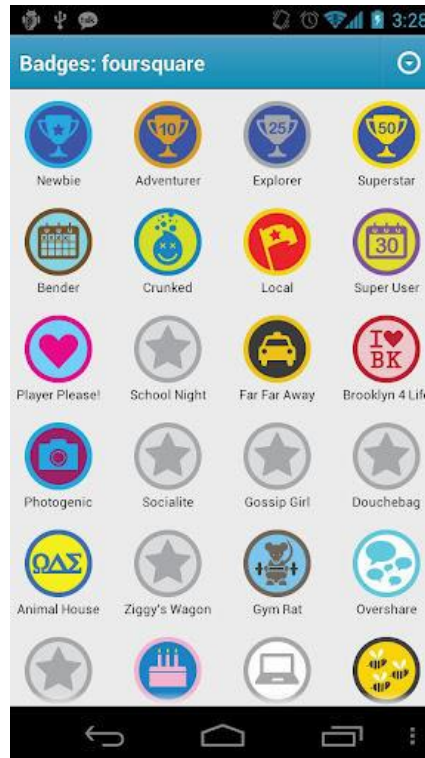 talk 3:28
Badges: foursquare
10 25 50
Newbie Adventurer Explorer Superstar
30
Bender Crunked Local Super User
I♥
BK
Player Please! School Night Far Far Away Brooklyn 4 Life
Photogenic Socialite Gossip Girl Douchebag
ΩΔΣ
Animal House Ziggy's Wagon Gym Rat Overshare